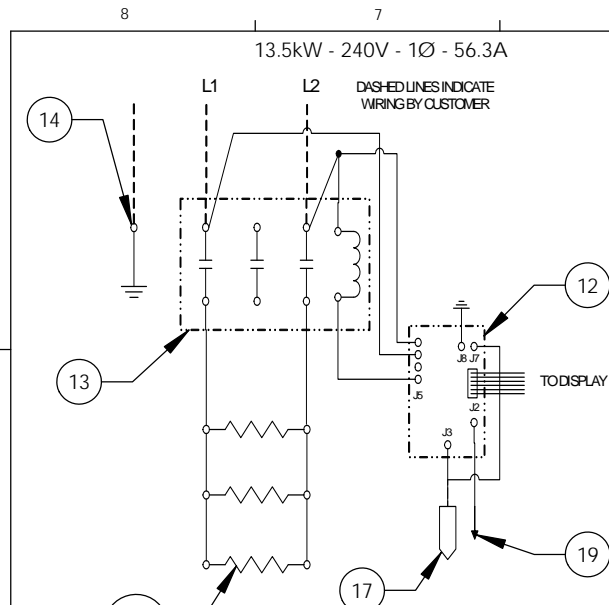 8
7
13.5kW - 240V - 1Ø - 56.3A
L1
L2
DASHED LINES INDICATE
WIRING BY CUSTOMER
14
12
J8
J7
13
TO DISPLAY
J5
J2
J3
19
17